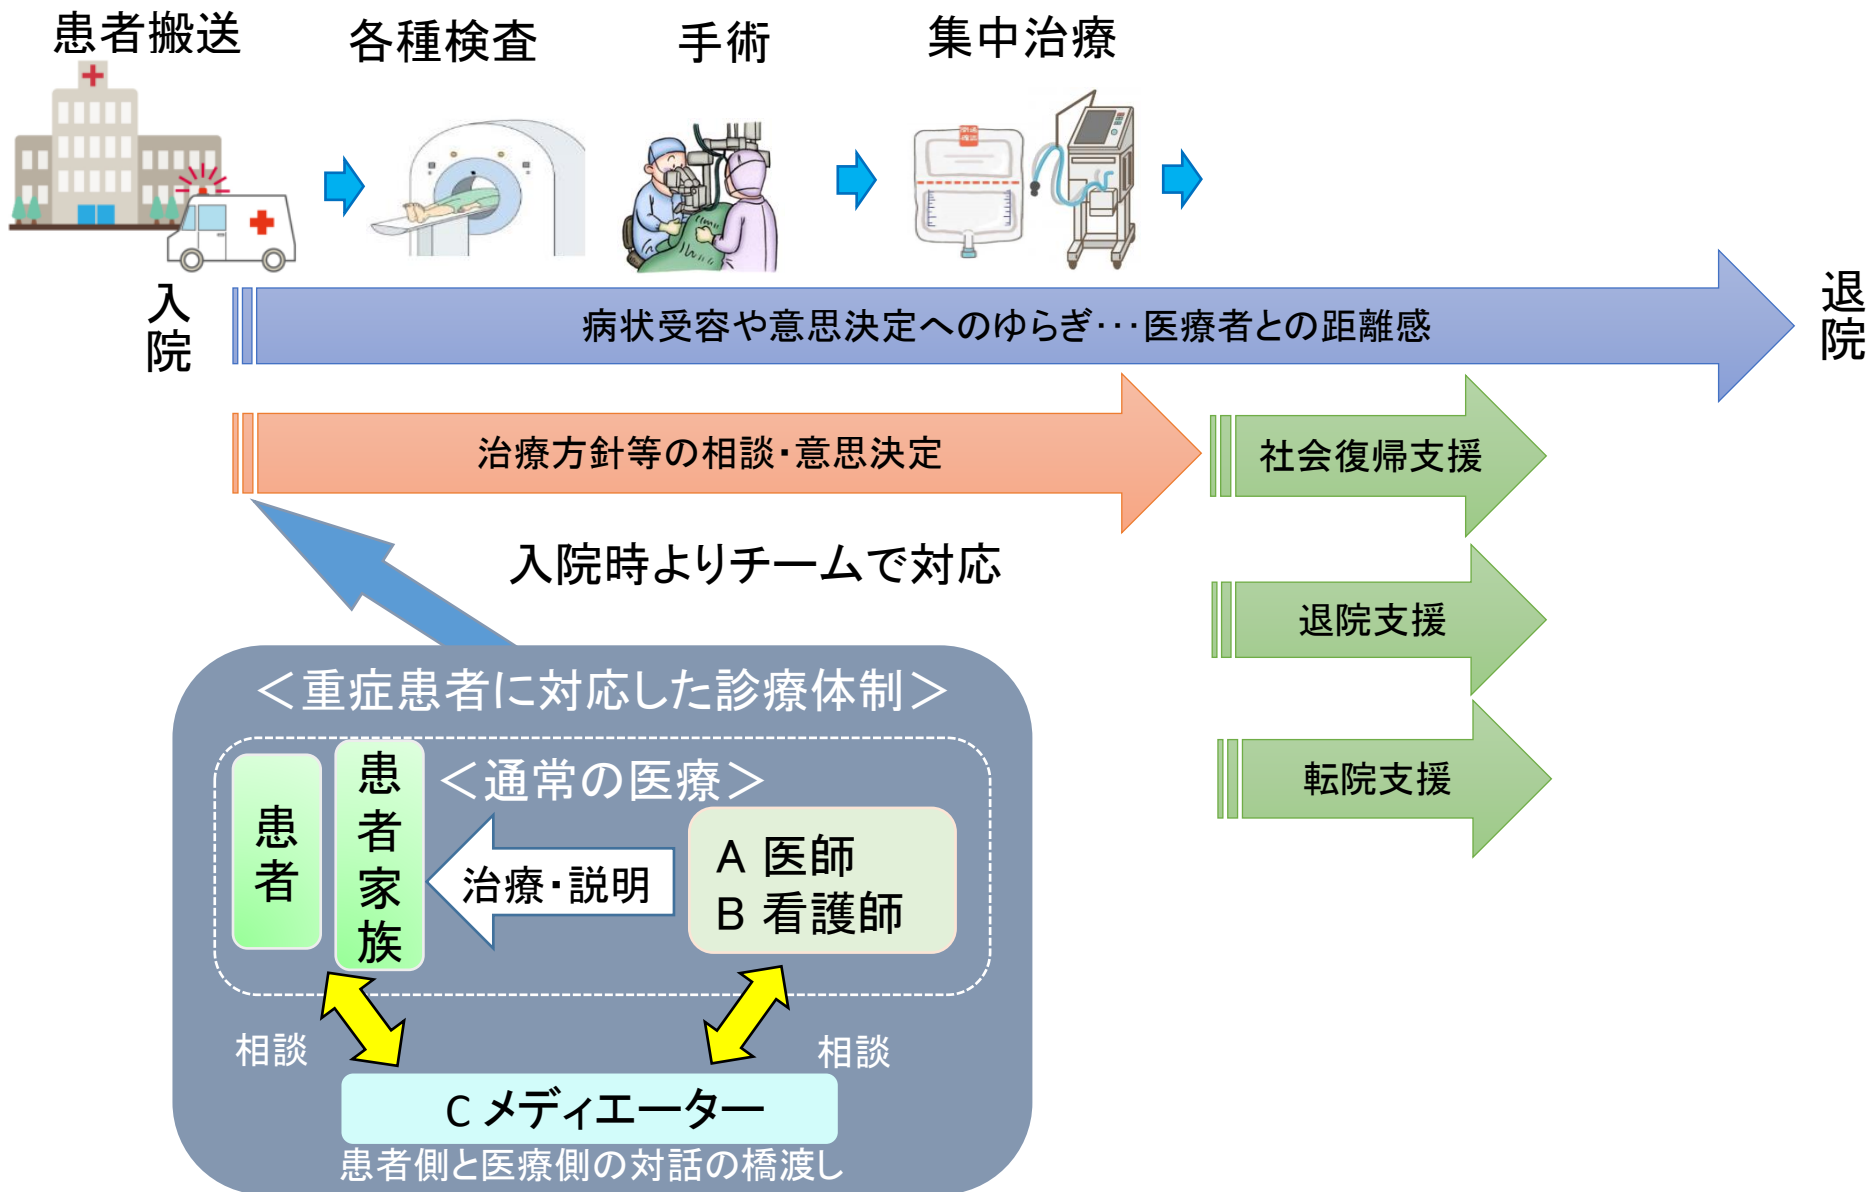 患者搬送
各種検査
手術
集中治療
入院
退院
病状受容や意思決定へのゆらぎ･･･医療者との距離感
治療方針等の相談・意思決定
社会復帰支援
入院時よりチームで対応
退院支援
転院支援
＜重症患者に対応した診療体制＞
＜通常の医療＞
患者
患者家族
治療・説明
A 医師
B 看護師
相談
相談
C メディエーター
患者側と医療側の対話の橋渡し